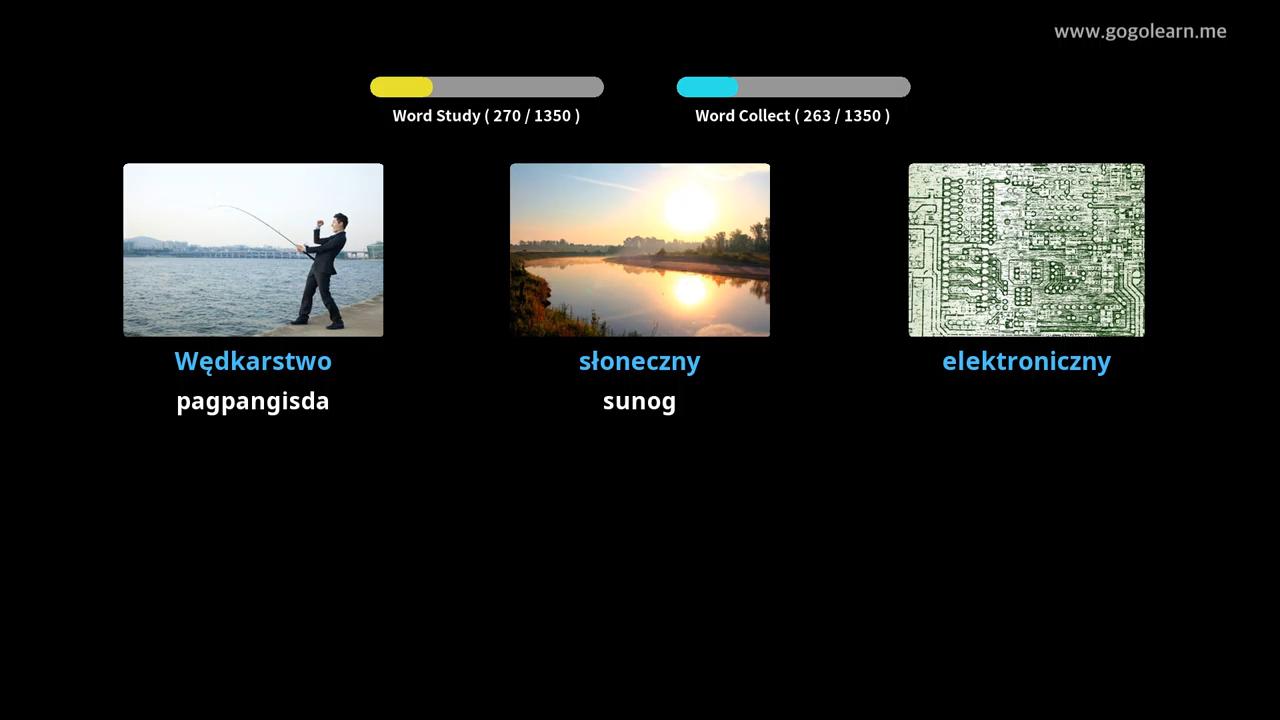 www.gogolearn.me
Word Study ( 270 / 1350 )
Word Collect ( 263 / 1350 )
Wędkarstwo
pagpangisda
słoneczny
sunog
elektroniczny